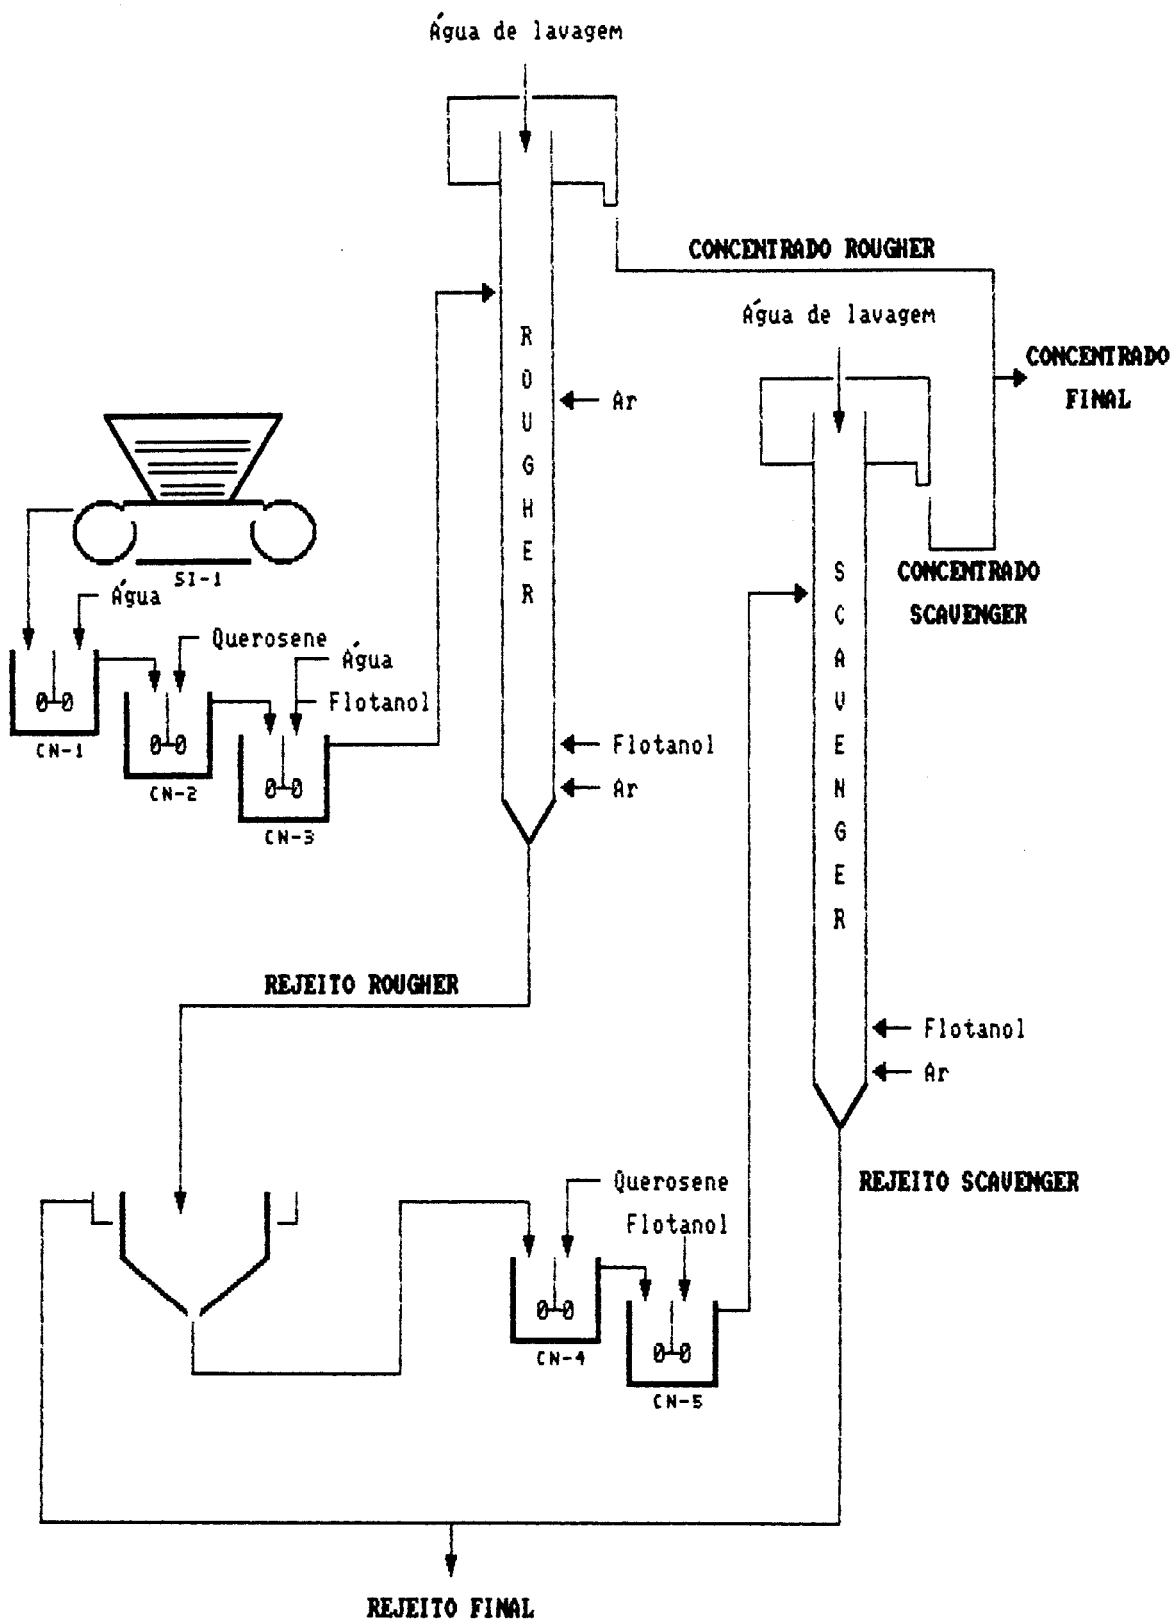 Água de lavagem
CONCENTRADO ROUGHER
Água de lavagem
CONCENTRADO
FINAL
ROUGHER
Ar
SI-1
Água
Querosene
Água
Flotanol
CN-1
CN-2
CN-3
Flotanol
Ar
CONCENTRADO
SCAVENGER
SCAVENGER
REJEITO ROUGHER
Flotanol
Ar
REJEITO SCAVENGER
Querosene
Flotanol
CN-4
CN-5
REJEITO FINAL